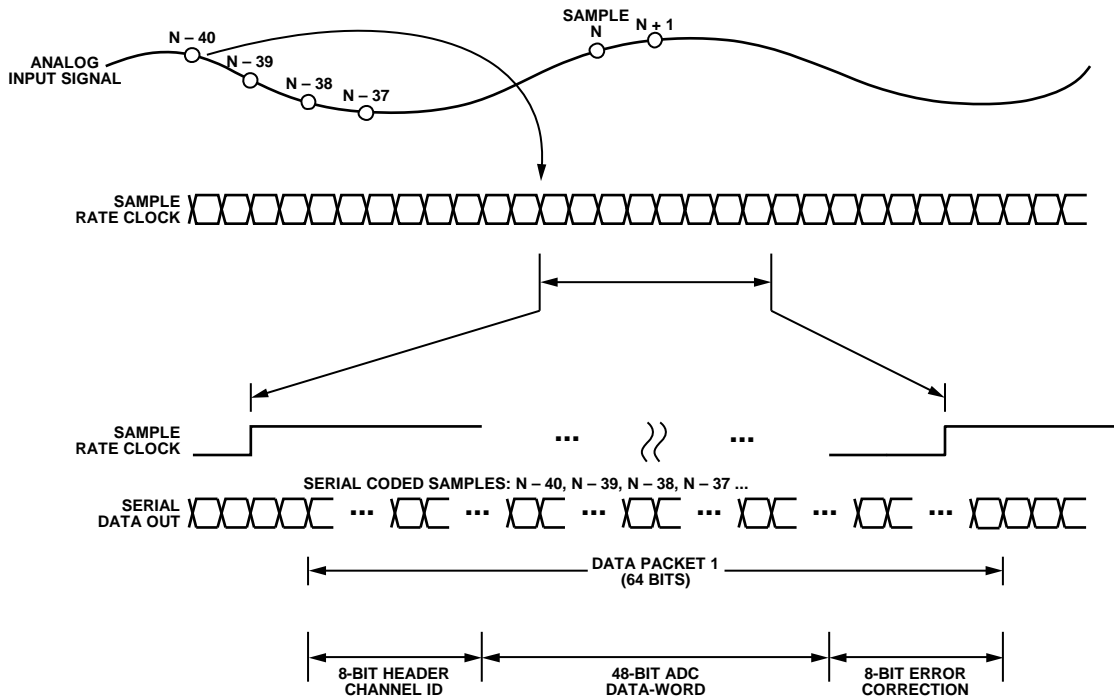 SAMPLE
N
N + 1
N – 40
ANALOG
INPUT SIGNAL
N – 39
N – 38
N – 37
SAMPLE
RATE CLOCK
SAMPLE
RATE CLOCK
...
...
SERIAL CODED SAMPLES: N – 40, N – 39, N – 38, N – 37 ...
SERIAL
DATA OUT
... ... ... ... ... ...
DATA PACKET 1
(64 BITS)
8-BIT HEADER
CHANNEL ID
48-BIT ADC
DATA-WORD
8-BIT ERROR
CORRECTION